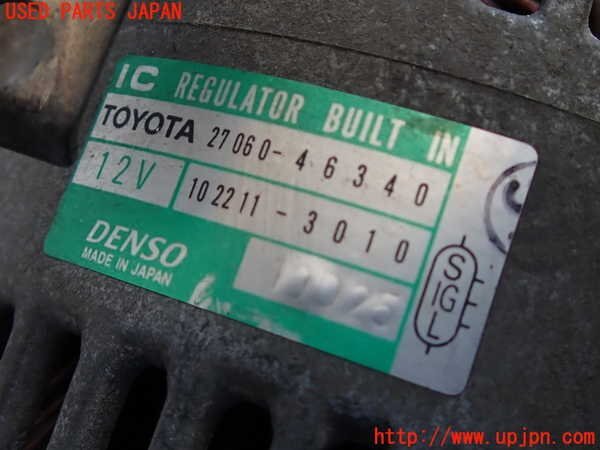 USED PARTS JAPAN
IC REGULATOR BUILT IN
TOYOTA 27060-46340
12V 102211-3010
DENSO
MADE IN JAPAN
S
IG
L
http://www.upjpn.com